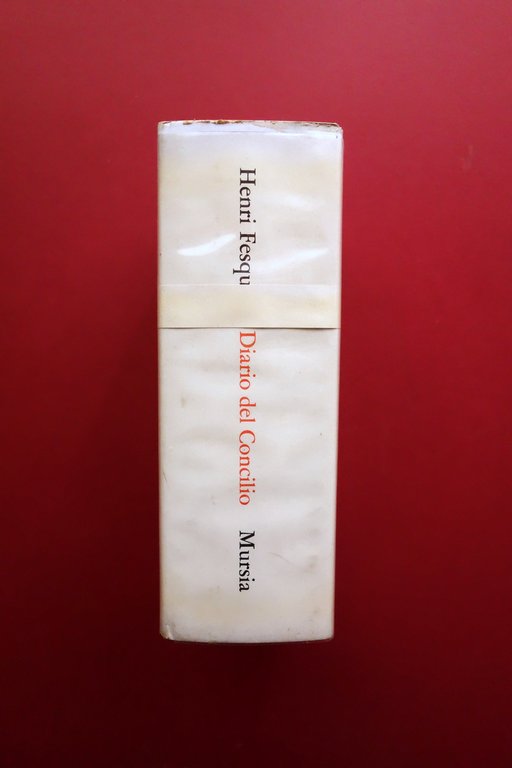 Henri Fesqu
Diario del Concilio
Mursia